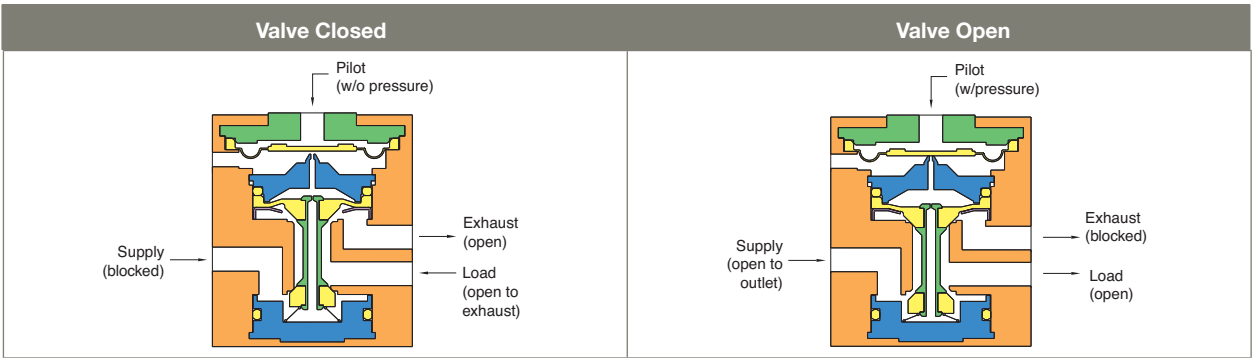 Valve Closed
Valve Open
Pilot
(w/o pressure)
Exhaust
(open)
Supply
(blocked)
Load
(open to
exhaust)
Pilot
(w/pressure)
Exhaust
(blocked)
Supply
(open to
outlet)
Load
(open)